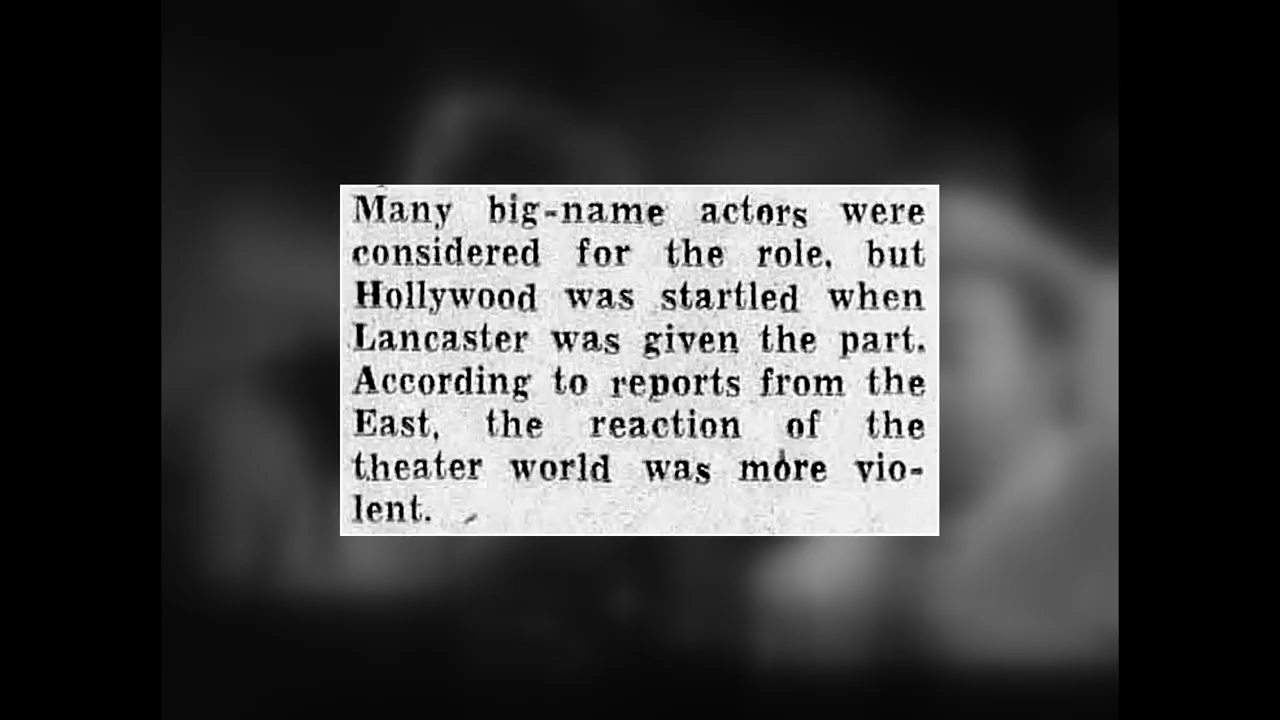 Many big-name actors were
considered for the role, but
Hollywood was startled when
Lancaster was given the part.
According to reports from the
East, the reaction of the
theater world was more vio-
lent.